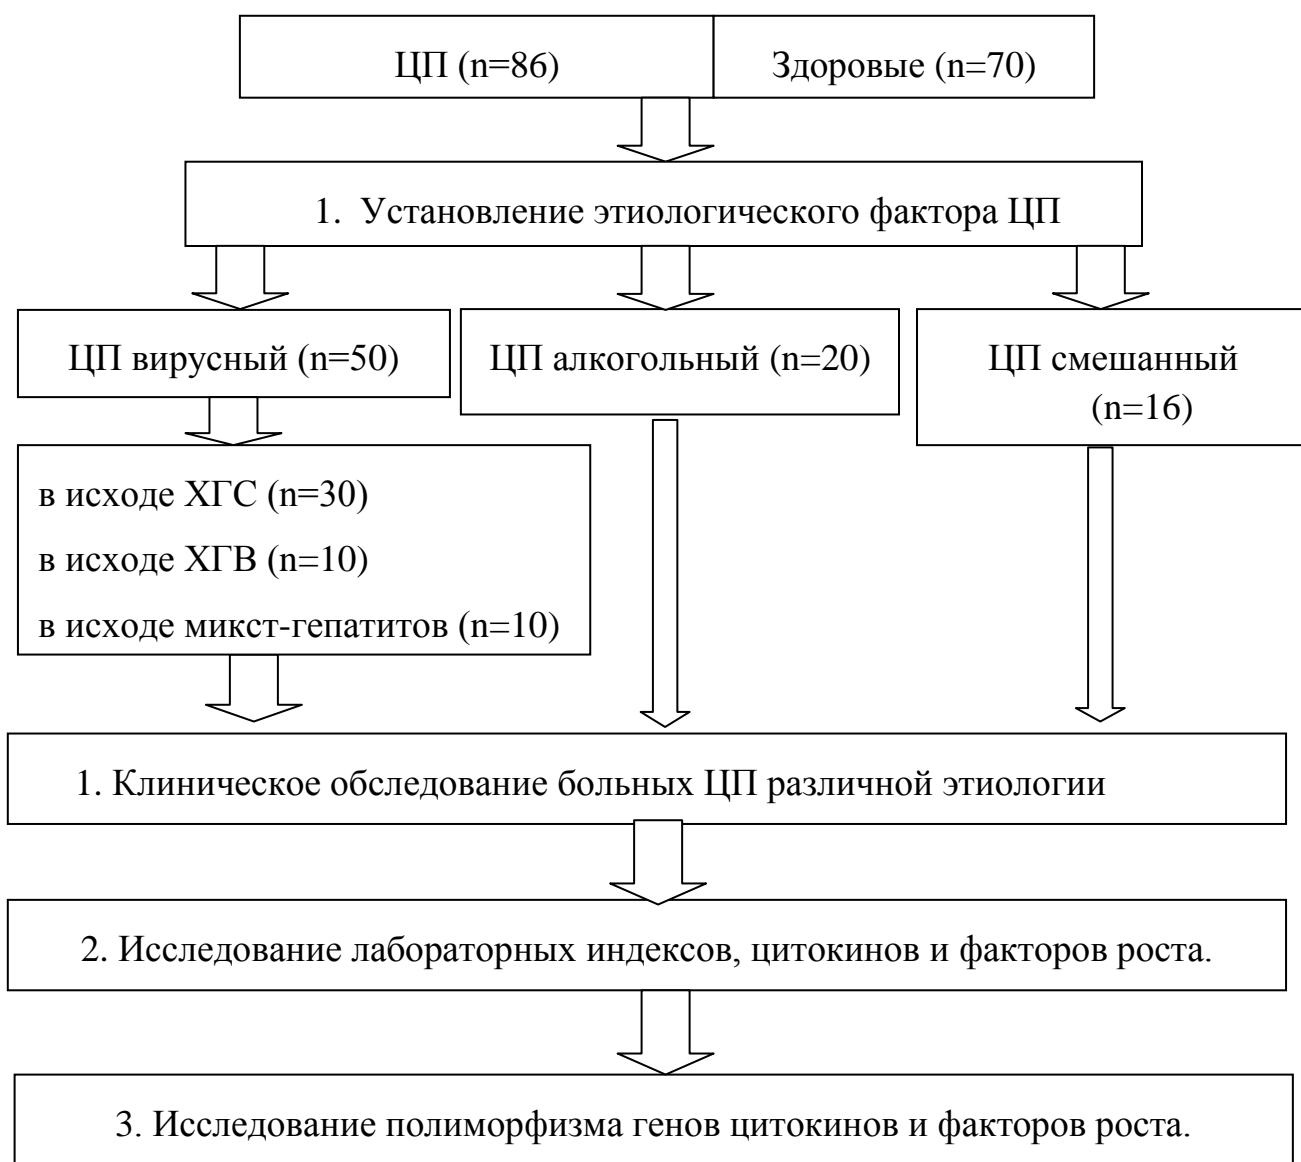 ЦП (n=86)
Здоровые (n=70)
1. Установление этиологического фактора ЦП
ЦП вирусный (n=50)
ЦП алкогольный (n=20)
ЦП смешанный
(n=16)
в исходе ХГС (n=30)
в исходе ХГВ (n=10)
в исходе микст-гепатитов (n=10)
1. Клиническое обследование больных ЦП различной этиологии
2. Исследование лабораторных индексов, цитокинов и факторов роста.
3. Исследование полиморфизма генов цитокинов и факторов роста.